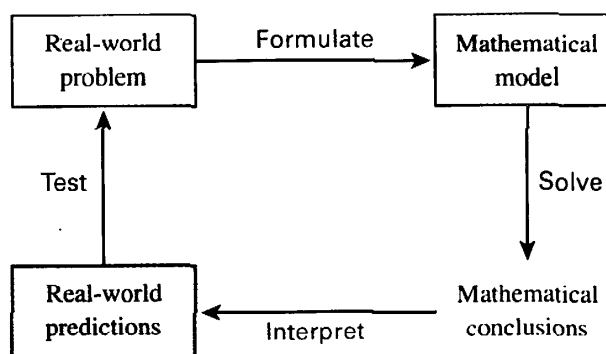 Real-world
problem
Formulate
Mathematical
model
Test
Solve
Real-world
predictions
Interpret
Mathematical
conclusions